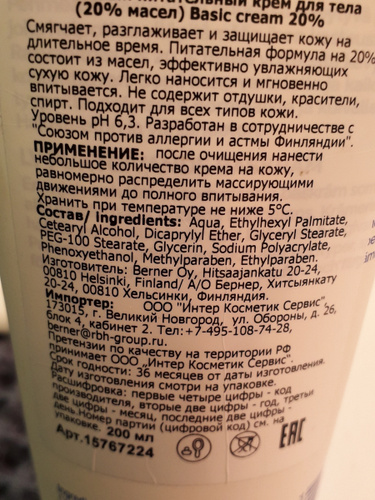 крем для тела
(20% масел) Basic cream 20%
Смягчает, разглаживает и защищает кожу на
длительное время. Питательная формула на 20%
состоит из масел, эффективно увлажняющих
сухую кожу. Легко наносится и мгновенно
впитывается. Не содержит отдушки, красители,
спирт. Подходит для всех типов кожи.
Уровень pH 6,3. Разработан в сотрудничестве с
"Союзом против аллергии и астмы Финляндии".
ПРИМЕНЕНИЕ: после очищения нанести
небольшое количество крема на кожу,
равномерно распределить массирующими
движениями до полного впитывания.
Хранить при температуре не ниже 5°C.
Состав/ Ingredients: Aqua, Ethylhexyl Palmitate,
Cetearyl Alcohol, Dicaprylyl Ether, Glyceryl Stearate,
PEG-100 Stearate, Glycerin, Sodium Polyacrylate,
Phenoxyethanol, Methylparaben, Ethylparaben.
Изготовитель: Berner Oy, Hitsaajankatu 20-24,
00810 Helsinki, Finland/ А/О Бернер, Хитсыянкату
20-24, 00810 Хельсинки, Финляндия.
Импортер: ООО "Интер Косметик Сервис",
173015, г. Великий Новгород, ул. Обороны, д. 26,
блок 4, кабинет 2. Тел:+7-495-108-74-28,
berner@rbh-group.ru.
Претензии по качеству на территории РФ
принимает ООО „Интер Косметик Сервис".
Срок годности: 36 месяцев от даты изготовления.
Дату изготовления смотри на упаковке.
Расшифровка: первые четыре цифры - код
производителя, вторые две цифры - год, третьи
две цифры - месяц, последние две цифры -
день.Номер партии (цифровой код) см. на
упаковке. 200 мл
Арт.15767224
EAC